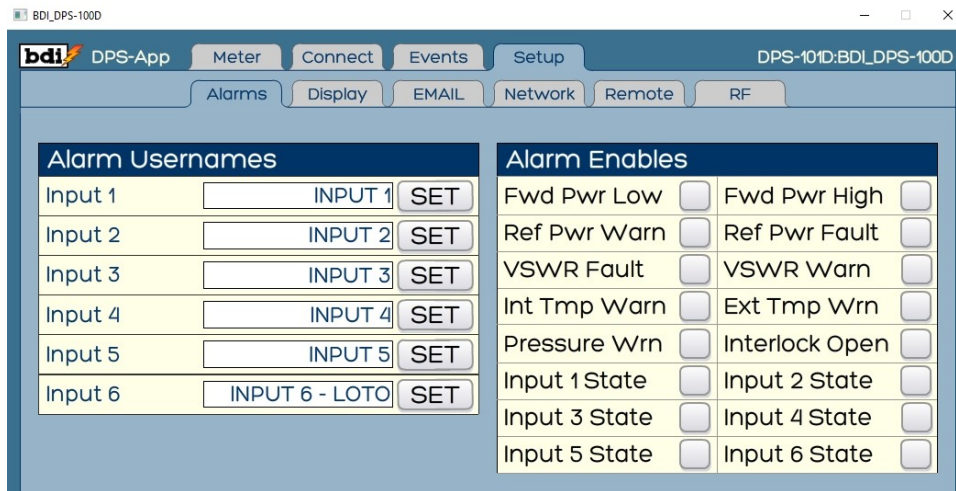 BDI_DPS-100D
bdi DPS-App Meter Connect Events Setup DPS-101D:BDI_DPS-100D
Alarms Display EMAIL Network Remote RF
Alarm Usernames
Input 1 INPUT 1 SET
Input 2 INPUT 2 SET
Input 3 INPUT 3 SET
Input 4 INPUT 4 SET
Input 5 INPUT 5 SET
Input 6 INPUT 6 - LOTO SET
Alarm Enables
Fwd Pwr Low Fwd Pwr High
Ref Pwr Warn Ref Pwr Fault
VSWR Fault VSWR Warn
Int Tmp Warn Ext Tmp Wrn
Pressure Wrn Interlock Open
Input 1 State Input 2 State
Input 3 State Input 4 State
Input 5 State Input 6 State